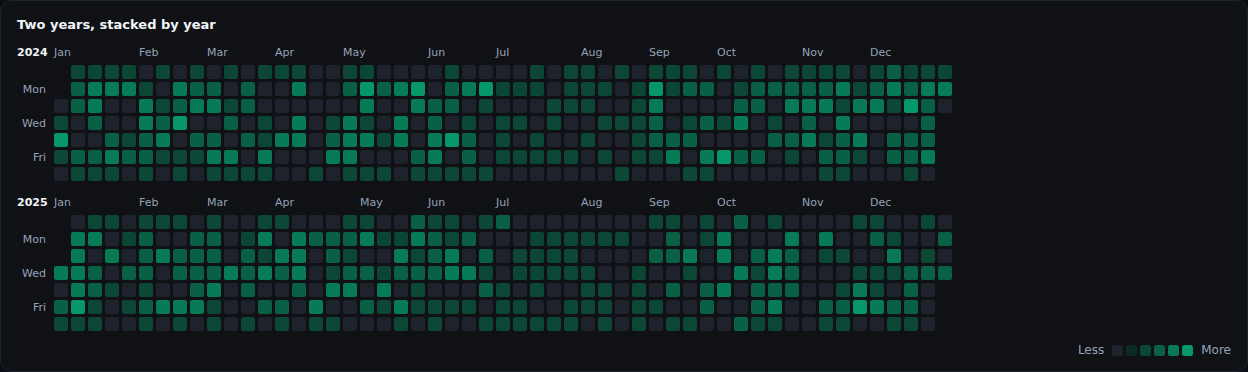 Two years, stacked by year
2024 Jan Feb Mar Apr May Jun Jul Aug Sep Oct Nov Dec
Mon
Wed
Fri
2025 Jan Feb Mar Apr May Jun Jul Aug Sep Oct Nov Dec
Mon
Wed
Fri
Less More